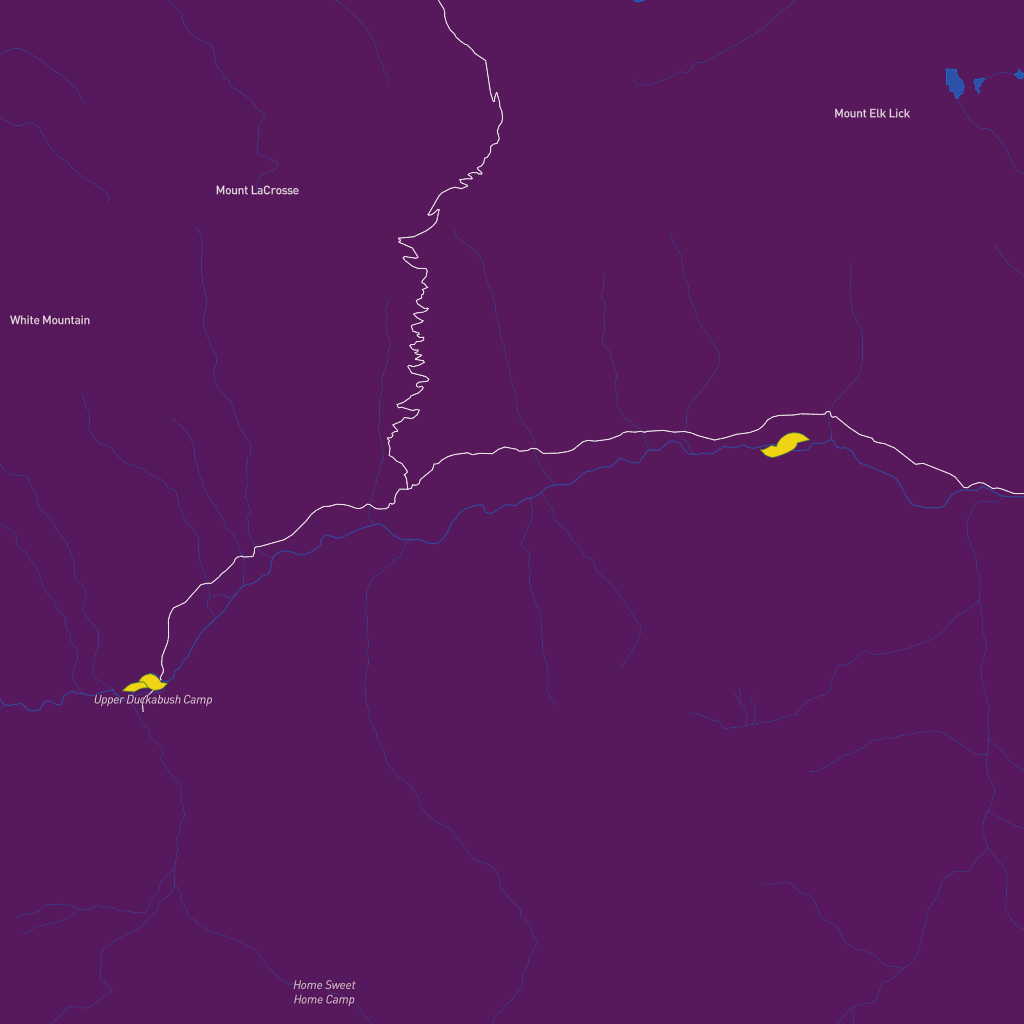 Mount Elk Lick
Mount LaCrosse
White Mountain
Upper Duckabush Camp
Home Sweet
Home Camp